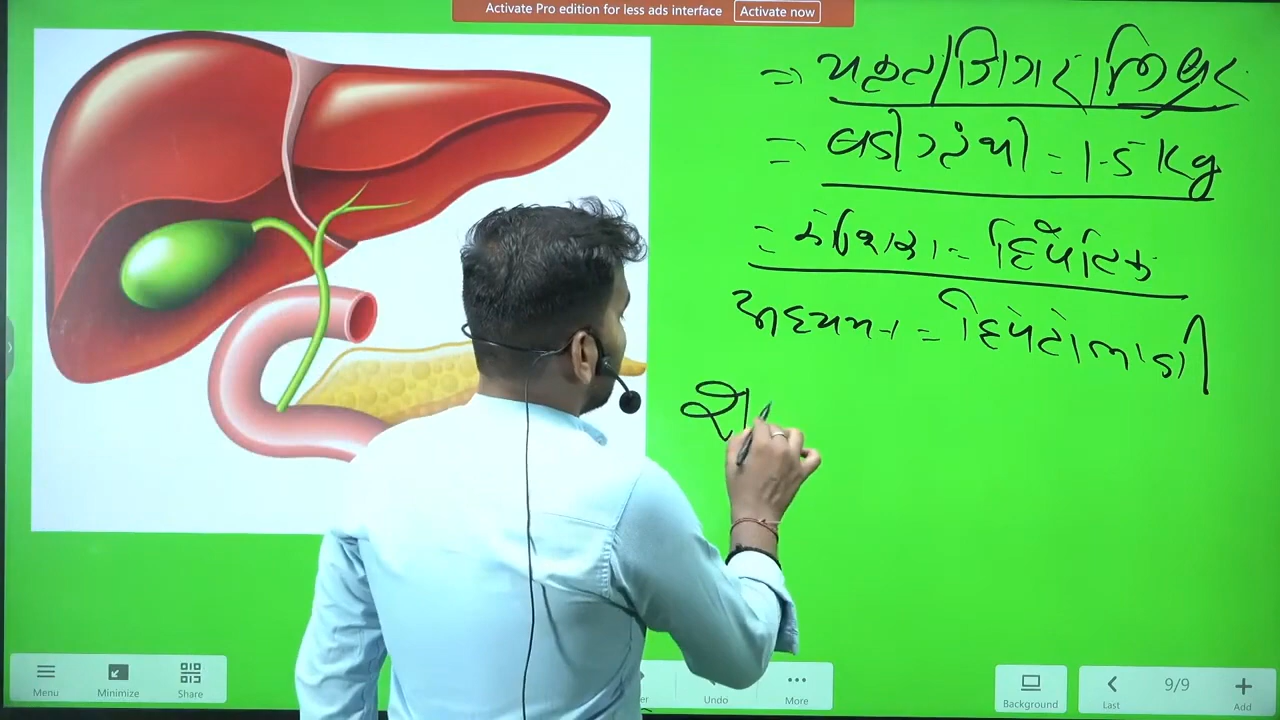 Activate Pro edition for less ads interface Activate now
⇒ યકૃત/જિગર/લિવર
= વડી ગ્રંથી = 1.5 Kg
=  = હિપેટિક
અધ્યયન = હિપેટોલાજી
શ
Menu Minimize Share Undo More Background Last 9/9 Add